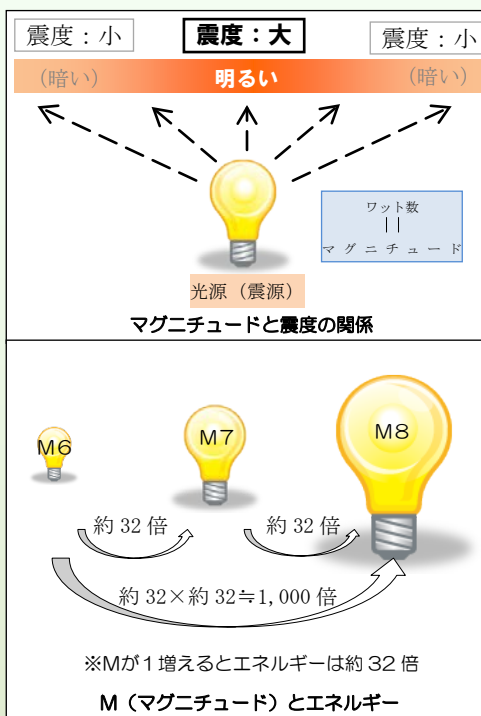 震度：小
震度：大
震度：小
(暗い)
明るい
(暗い)
ワット数
||
マグニチュード
光源（震源）
マグニチュードと震度の関係
M6
M7
M8
約 32 倍
約 32 倍
約 32×約 32≒1,000 倍
※Mが1増えるとエネルギーは約 32 倍
M（マグニチュード）とエネルギー